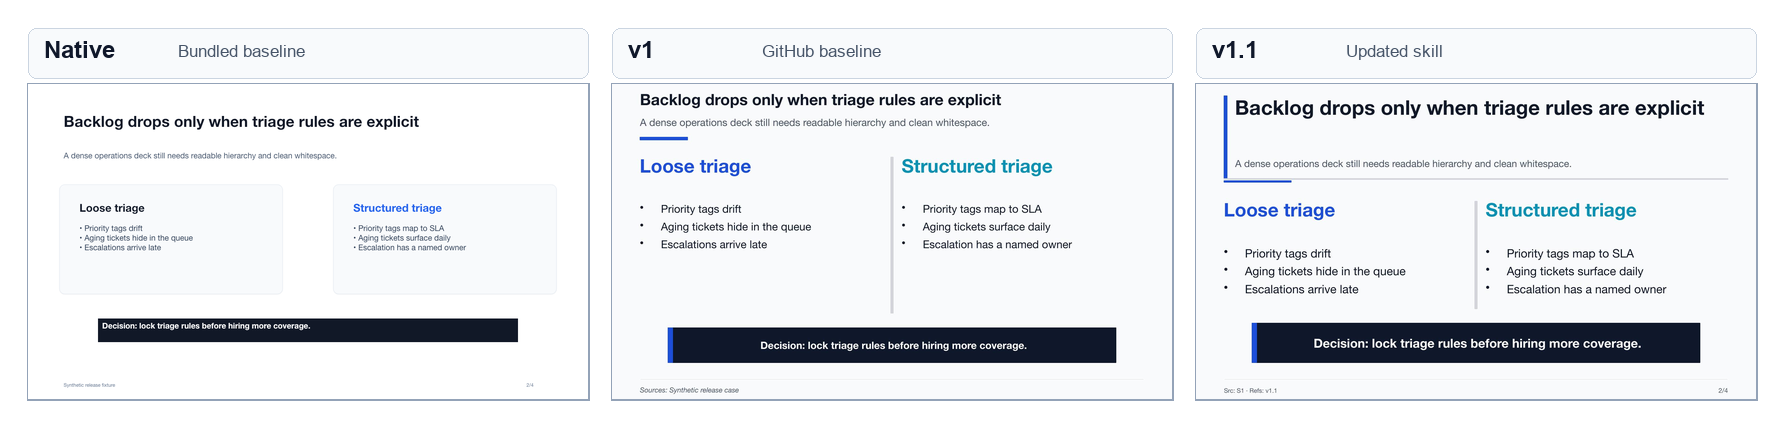 Native Bundled baseline
Backlog drops only when triage rules are explicit
A dense operations deck still needs readable hierarchy and clean whitespace.
Loose triage
• Priority tags drift
• Aging tickets hide in the queue
• Escalations arrive late
Structured triage
• Priority tags map to SLA
• Aging tickets surface daily
• Escalation has a named owner
Decision: lock triage rules before hiring more coverage.
Synthetic release fixture 2/4
v1 GitHub baseline
Backlog drops only when triage rules are explicit
A dense operations deck still needs readable hierarchy and clean whitespace.
Loose triage
• Priority tags drift
• Aging tickets hide in the queue
• Escalations arrive late
Structured triage
• Priority tags map to SLA
• Aging tickets surface daily
• Escalation has a named owner
Decision: lock triage rules before hiring more coverage.
Sources: Synthetic release case
v1.1 Updated skill
Backlog drops only when triage rules are explicit
A dense operations deck still needs readable hierarchy and clean whitespace.
Loose triage
• Priority tags drift
• Aging tickets hide in the queue
• Escalations arrive late
Structured triage
• Priority tags map to SLA
• Aging tickets surface daily
• Escalation has a named owner
Decision: lock triage rules before hiring more coverage.
Src: S1 - Refs: v1.1 2/4